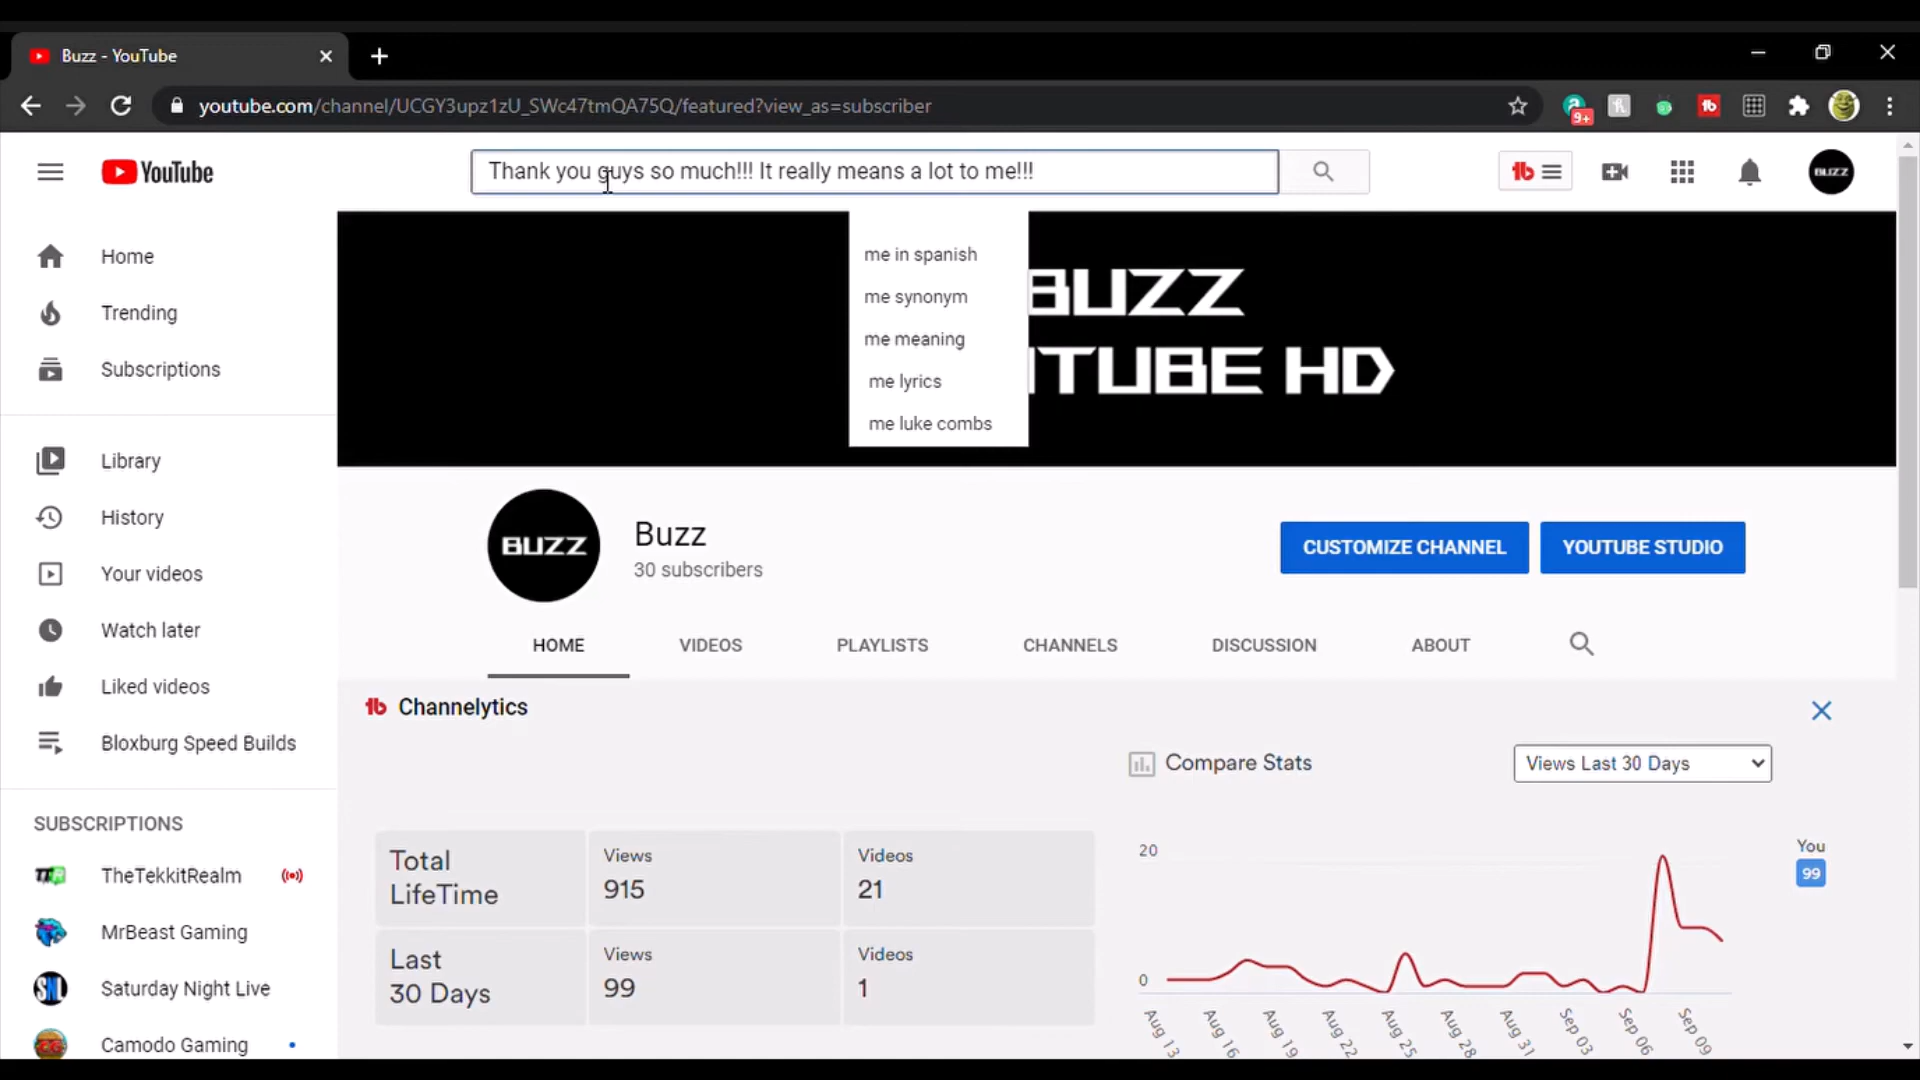 Buzz - YouTube
youtube.com/channel/UCGY3upz1zU_SWc47tmQA75Q/featured?view_as=subscriber
9+
YouTube
Thank you guys so much!!! It really means a lot to me!!!
BUZZ
me in spanish
me synonym
me meaning
me lyrics
me luke combs
BUZZ
TUBE HD
Home
Trending
Subscriptions
Library
History
Your videos
Watch later
Liked videos
Bloxburg Speed Builds
SUBSCRIPTIONS
TheTekkitRealm
MrBeast Gaming
Saturday Night Live
Camodo Gaming
BUZZ
Buzz
30 subscribers
CUSTOMIZE CHANNEL
YOUTUBE STUDIO
HOME
VIDEOS
PLAYLISTS
CHANNELS
DISCUSSION
ABOUT
Channelytics
Compare Stats
Views Last 30 Days
Total LifeTime
Views
915
Videos
21
Last 30 Days
Views
99
Videos
1
20
0
You
99
Aug 13
Aug 16
Aug 19
Aug 22
Aug 25
Aug 28
Aug 31
Sep 03
Sep 06
Sep 09